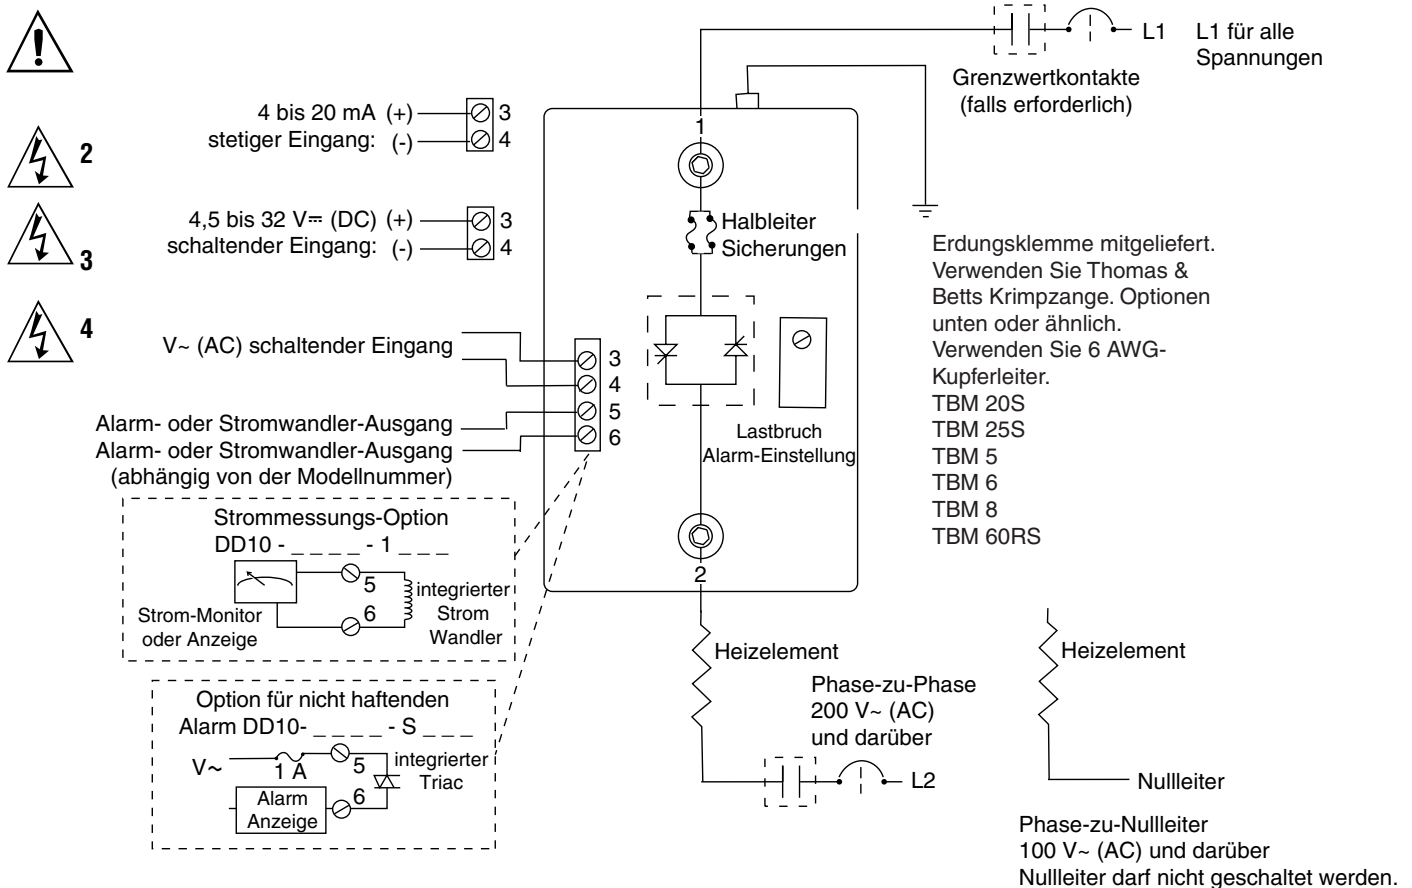 L1
L1 für alle
Spannungen
Grenzwertkontakte
(falls erforderlich)
4 bis 20 mA (+)
3
stetiger Eingang: (-)
4
1
2
4,5 bis 32 V⎓ (DC) (+)
3
schaltender Eingang: (-)
4
3
Halbleiter
Sicherungen
Erdungsklemme mitgeliefert.
Verwenden Sie Thomas &
Betts Krimpzange. Optionen
unten oder ähnlich.
Verwenden Sie 6 AWG-
Kupferleiter.
TBM 20S
TBM 25S
TBM 5
TBM 6
TBM 8
TBM 60RS
4
V~ (AC) schaltender Eingang
3
4
5
6
Alarm- oder Stromwandler-Ausgang
Alarm- oder Stromwandler-Ausgang
(abhängig von der Modellnummer)
Lastbruch
Alarm-Einstellung
Strommessungs-Option
DD10 - _ _ _ _ - 1 _ _ _
5
6
integrierter
Strom
Wandler
Strom-Monitor
oder Anzeige
2
Option für nicht haftenden
Alarm DD10- _ _ _ _ - S _ _ _
V~
1 A
5
integrierter
Triac
6
Alarm
Anzeige
Heizelement
Phase-zu-Phase
200 V~ (AC)
und darüber
L2
Heizelement
Nullleiter
Phase-zu-Nullleiter
100 V~ (AC) und darüber
Nullleiter darf nicht geschaltet werden.